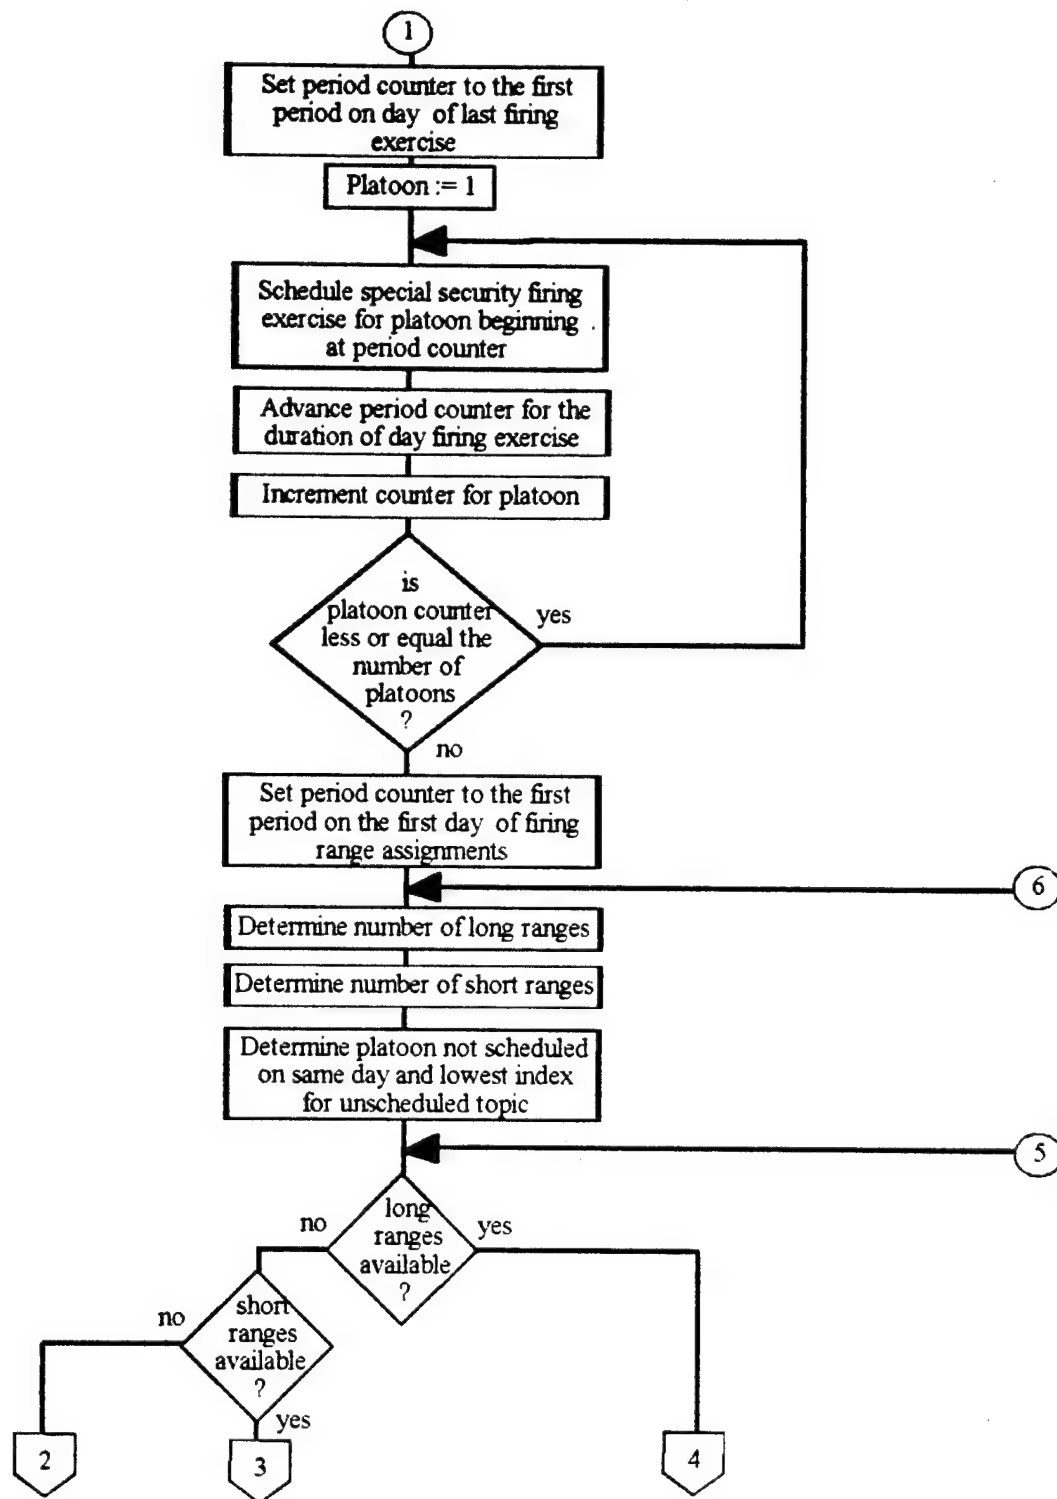 1
Set period counter to the first
period on day of last firing
exercise
Platoon := 1
Schedule special security firing
exercise for platoon beginning
at period counter
Advance period counter for the
duration of day firing exercise
Increment counter for platoon
is
platoon counter
less or equal the
number of
platoons
?
yes
no
Set period counter to the first
period on the first day of firing
range assignments
6
Determine number of long ranges
Determine number of short ranges
Determine platoon not scheduled
on same day and lowest index
for unscheduled topic
5
long
ranges
available
?
no
yes
short
ranges
available
?
no
yes
2
3
4